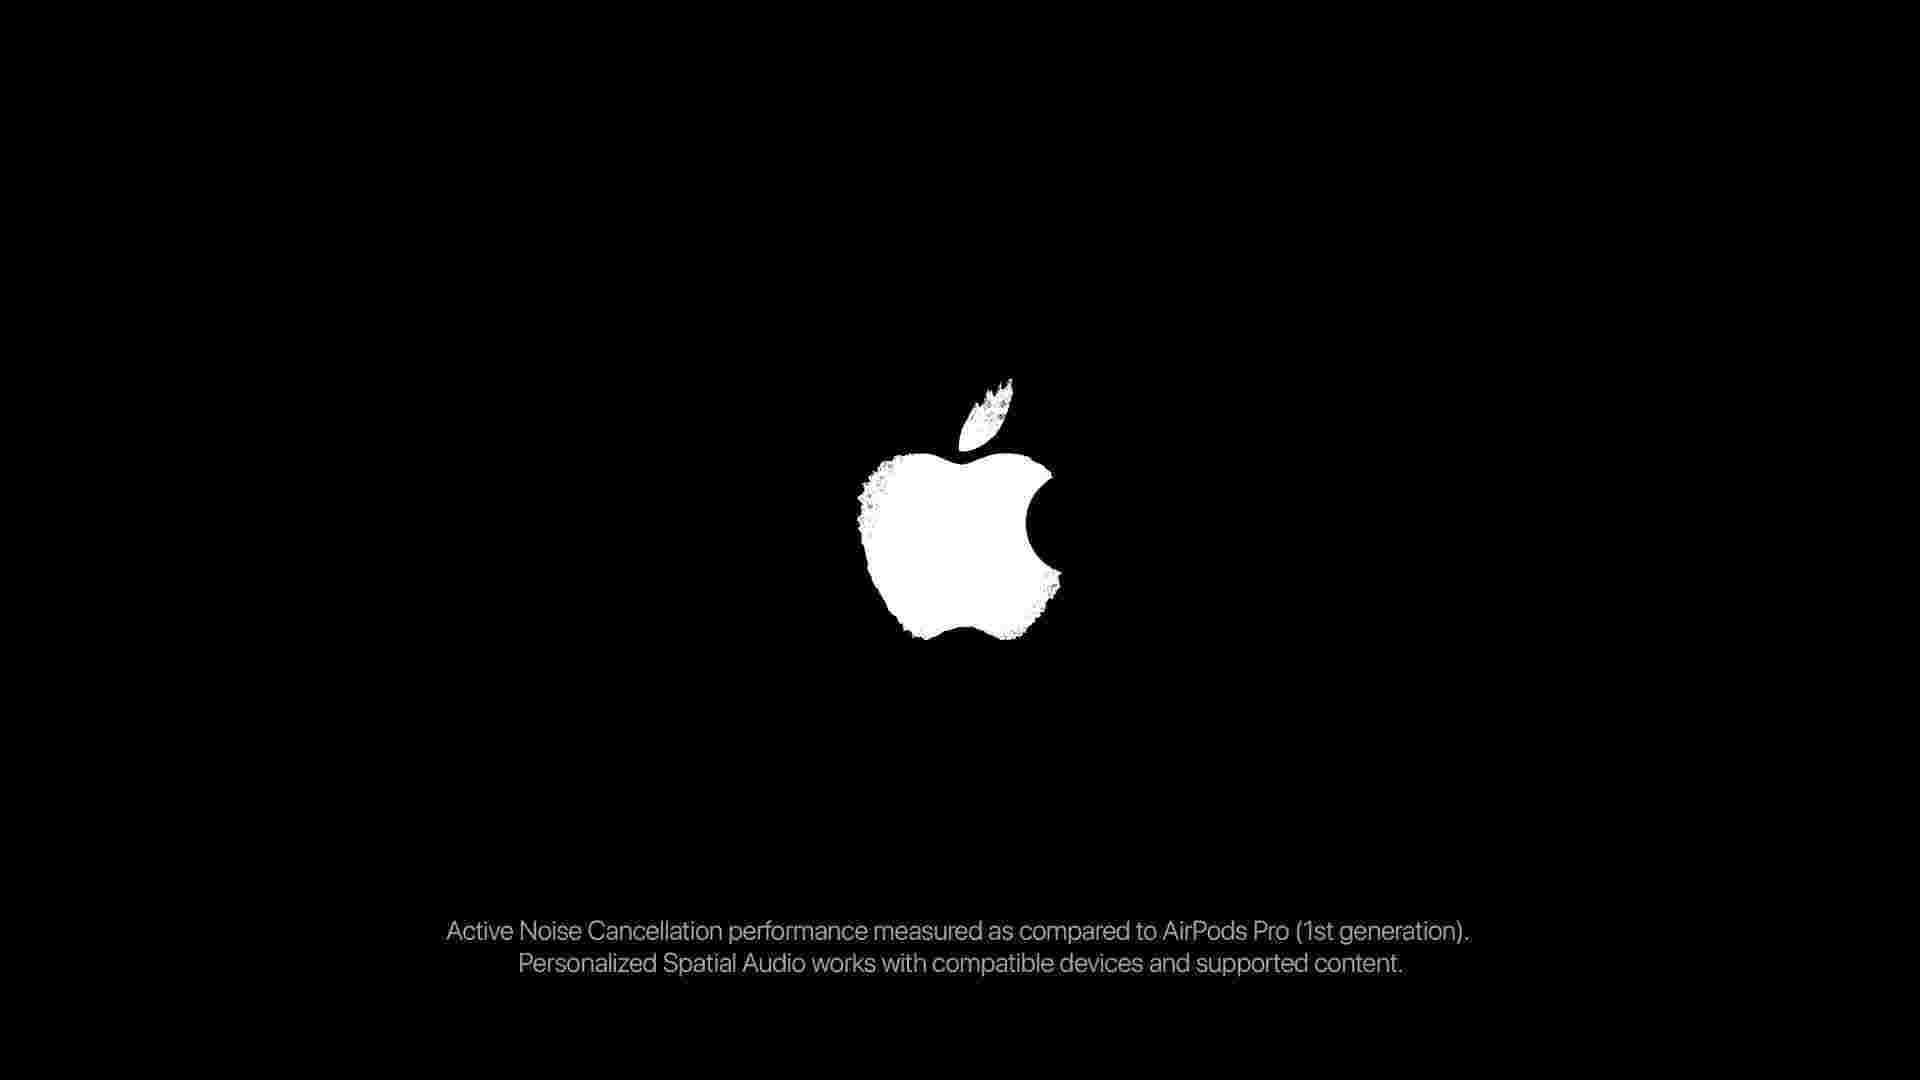 Active Noise Cancellation performance measured as compared to AirPods Pro (1st generation).
Personalized Spatial Audio works with compatible devices and supported content.